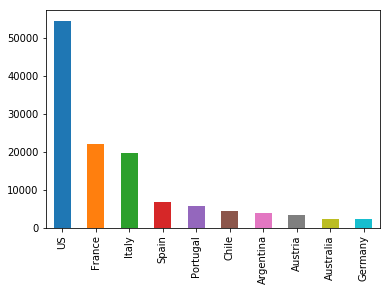 50000
40000
30000
20000
10000
0
US
France
Italy
Spain
Portugal
Chile
Argentina
Austria
Australia
Germany